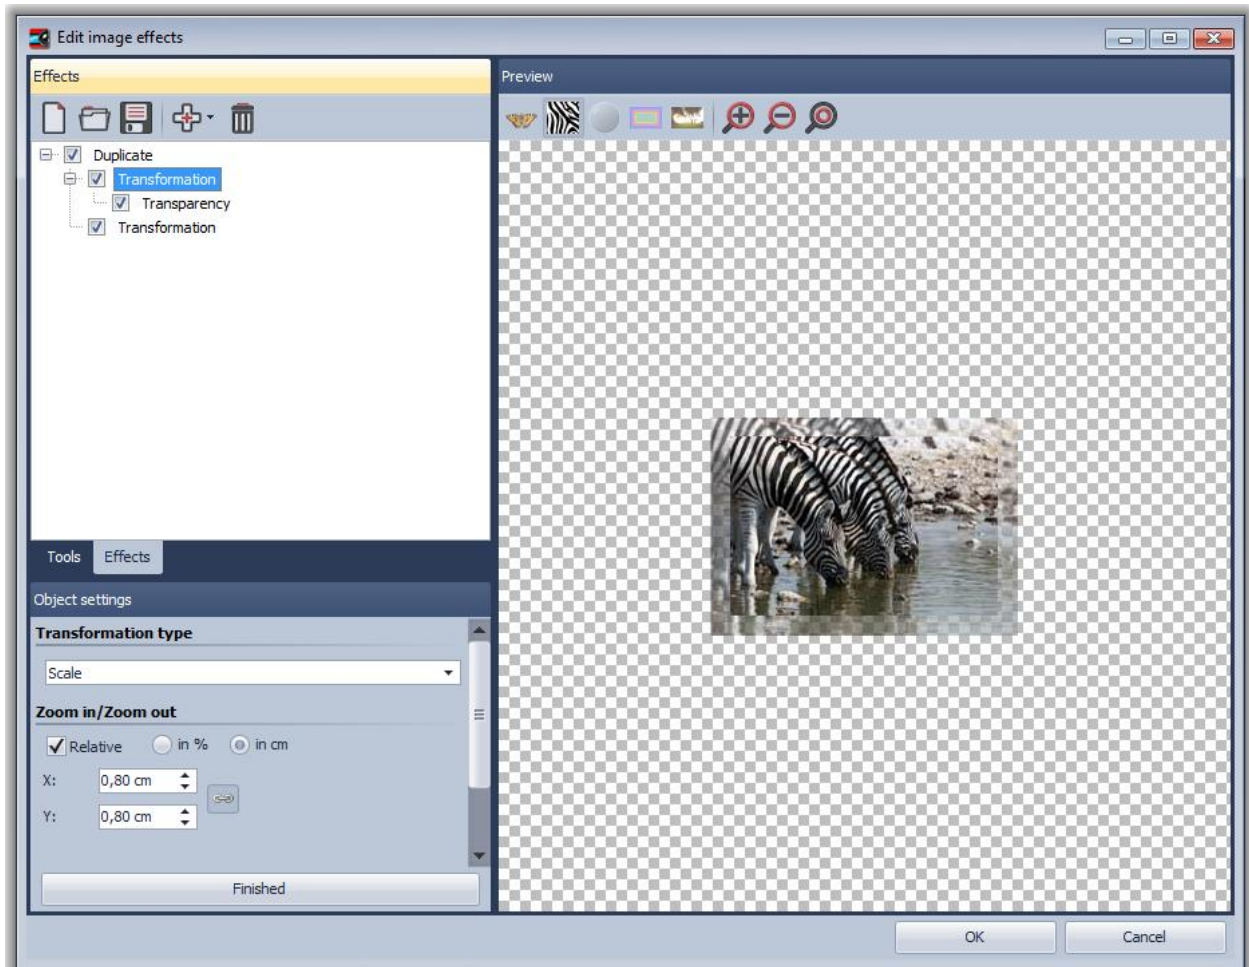 Edit image effects
Effects
Preview
Duplicate
Transformation
Transparency
Transformation
Tools Effects
Object settings
Transformation type
Scale
Zoom in/Zoom out
Relative in % in cm
X: 0,80 cm
Y: 0,80 cm
Finished
OK Cancel